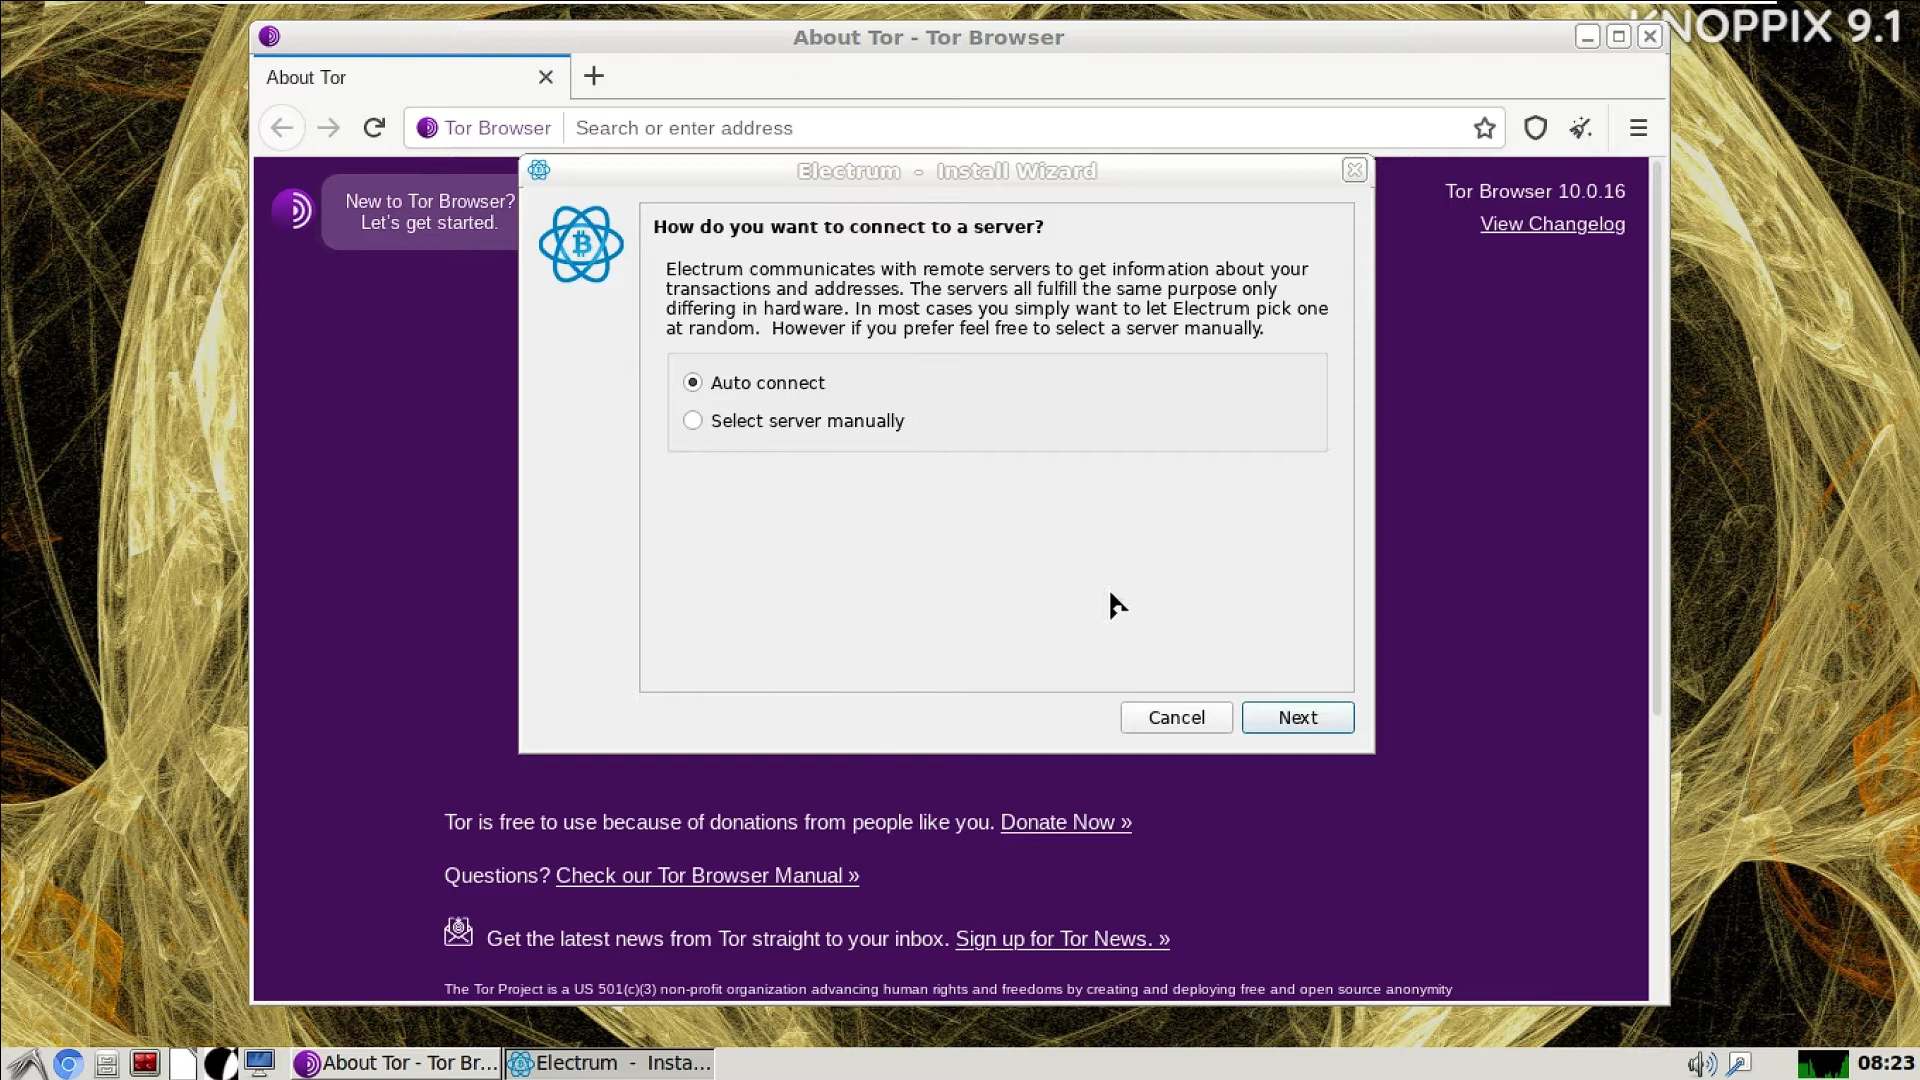 KNOPPIX 9.1
About Tor - Tor Browser
About Tor
Tor Browser
Search or enter address
Electrum - Install Wizard
New to Tor Browser?
Let's get started.
Tor Browser 10.0.16
View Changelog
How do you want to connect to a server?
Electrum communicates with remote servers to get information about your
transactions and addresses. The servers all fulfill the same purpose only
differing in hardware. In most cases you simply want to let Electrum pick one
at random.  However if you prefer feel free to select a server manually.
Auto connect
Select server manually
Cancel
Next
Tor is free to use because of donations from people like you. Donate Now »
Questions? Check our Tor Browser Manual »
Get the latest news from Tor straight to your inbox. Sign up for Tor News. »
The Tor Project is a US 501(c)(3) non-profit organization advancing human rights and freedoms by creating and deploying free and open source anonymity
About Tor - Tor Br...
Electrum - Insta...
08:23